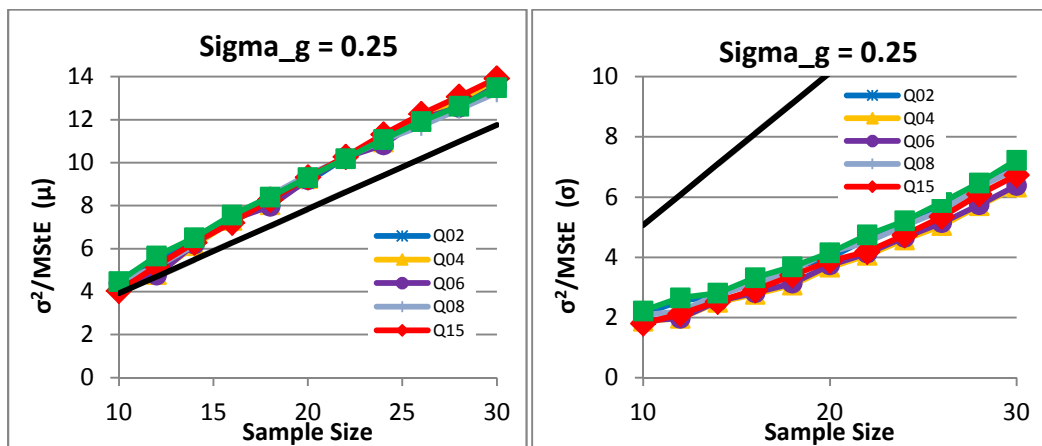 Sigma_g = 0.25
σ²/MStE (μ)
14
12
10
8
6
4
2
0
10 15 20 25 30
Sample Size
Q02
Q04
Q06
Q08
Q15
Sigma_g = 0.25
σ²/MStE (σ)
10
8
6
4
2
0
10 20 30
Sample Size
Q02
Q04
Q06
Q08
Q15